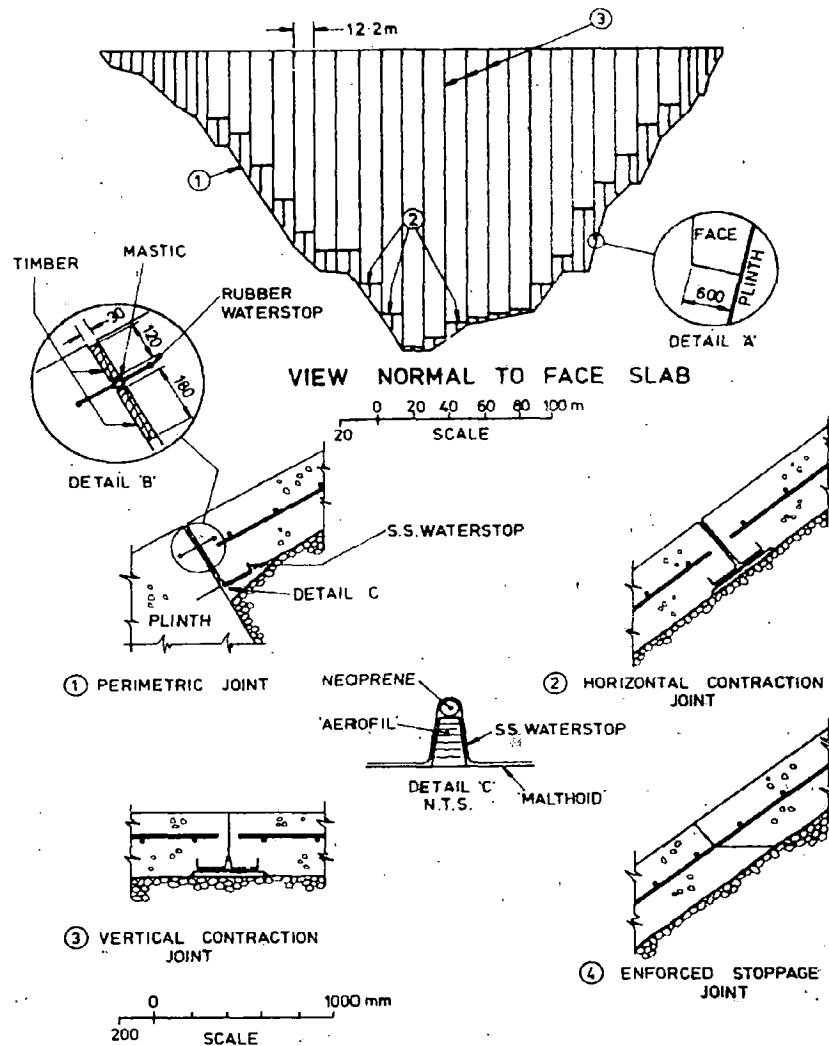 12·2m
③
①
②
FACE
PLINTH
600
DETAIL 'A'
TIMBER
MASTIC
RUBBER
WATERSTOP
30
120
180
DETAIL 'B'
VIEW NORMAL TO FACE SLAB
20 0 20 40 60 80 100 m
SCALE
S.S. WATERSTOP
DETAIL C
PLINTH
① PERIMETRIC JOINT
② HORIZONTAL CONTRACTION
JOINT
NEOPRENE
'AEROFIL'
S.S. WATERSTOP
DETAIL 'C'
N.T.S.
'MALTHOID'
③ VERTICAL CONTRACTION
JOINT
④ ENFORCED STOPPAGE
JOINT
200 0 1000 mm
SCALE